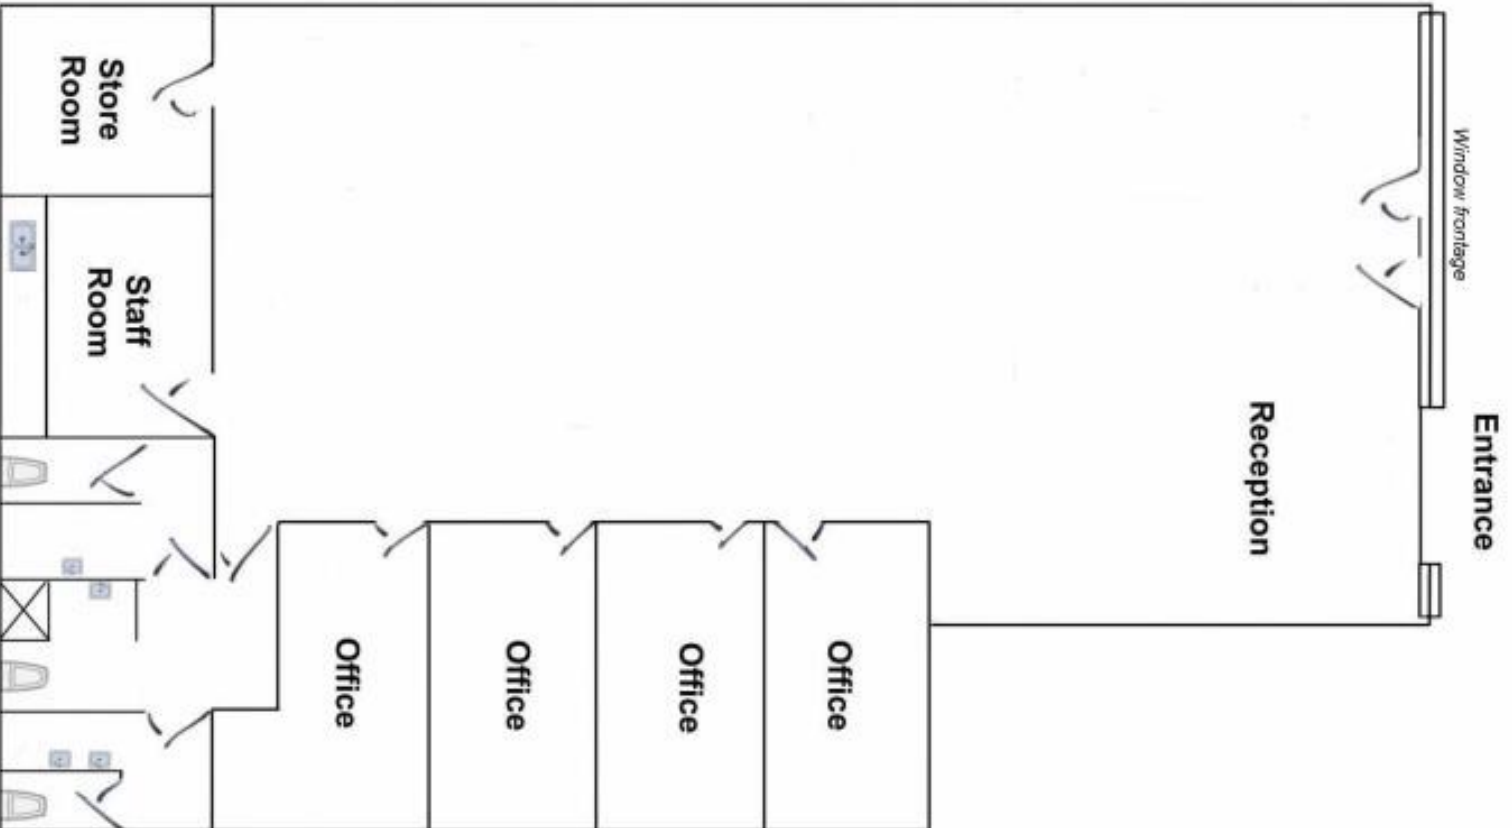 Entrance
Window frontage
Reception
Store
Room
Staff
Room
Office
Office
Office
Office